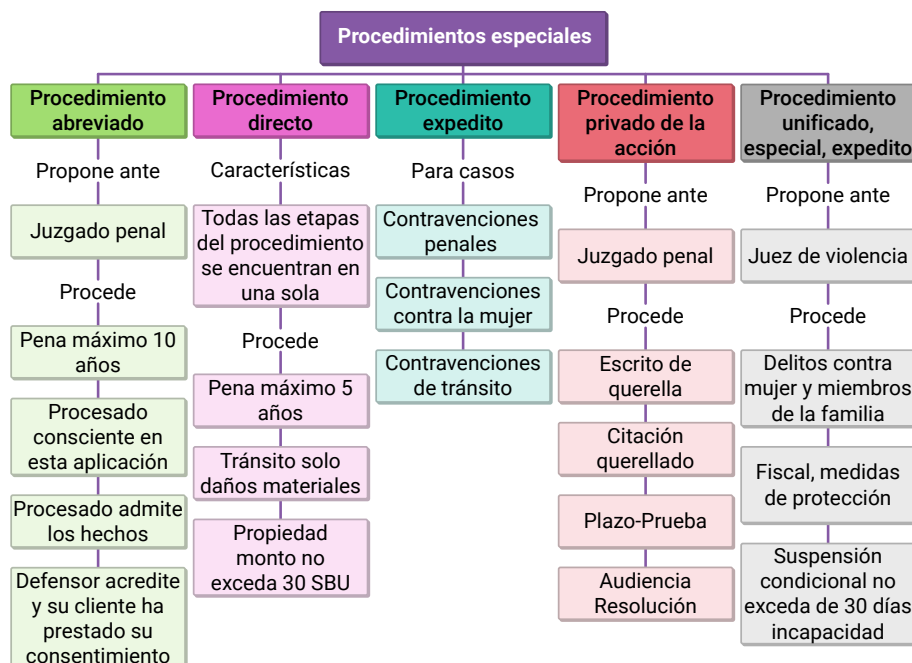 Procedimientos especiales
Procedimiento
abreviado
Propone ante
Juzgado penal
Procede
Pena máximo 10
años
Procesado
consciente en
esta aplicación
Procesado admite
los hechos
Defensor acredite
y su cliente ha
prestado su
consentimiento
Procedimiento
directo
Características
Todas las etapas
del procedimiento
se encuentran en
una sola
Procede
Pena máximo 5
años
Tránsito solo
daños materiales
Propiedad
monto no
exceda 30 SBU
Procedimiento
expedito
Para casos
Contravenciones
penales
Contravenciones
contra la mujer
Contravenciones
de tránsito
Procedimiento
privado de la
acción
Propone ante
Juzgado penal
Procede
Escrito de
querella
Citación
querellado
Plazo-Prueba
Audiencia
Resolución
Procedimiento
unificado,
especial, expedito
Propone ante
Juez de violencia
Procede
Delitos contra
mujer y miembros
de la familia
Fiscal, medidas
de protección
Suspensión
condicional no
exceda de 30 días
incapacidad